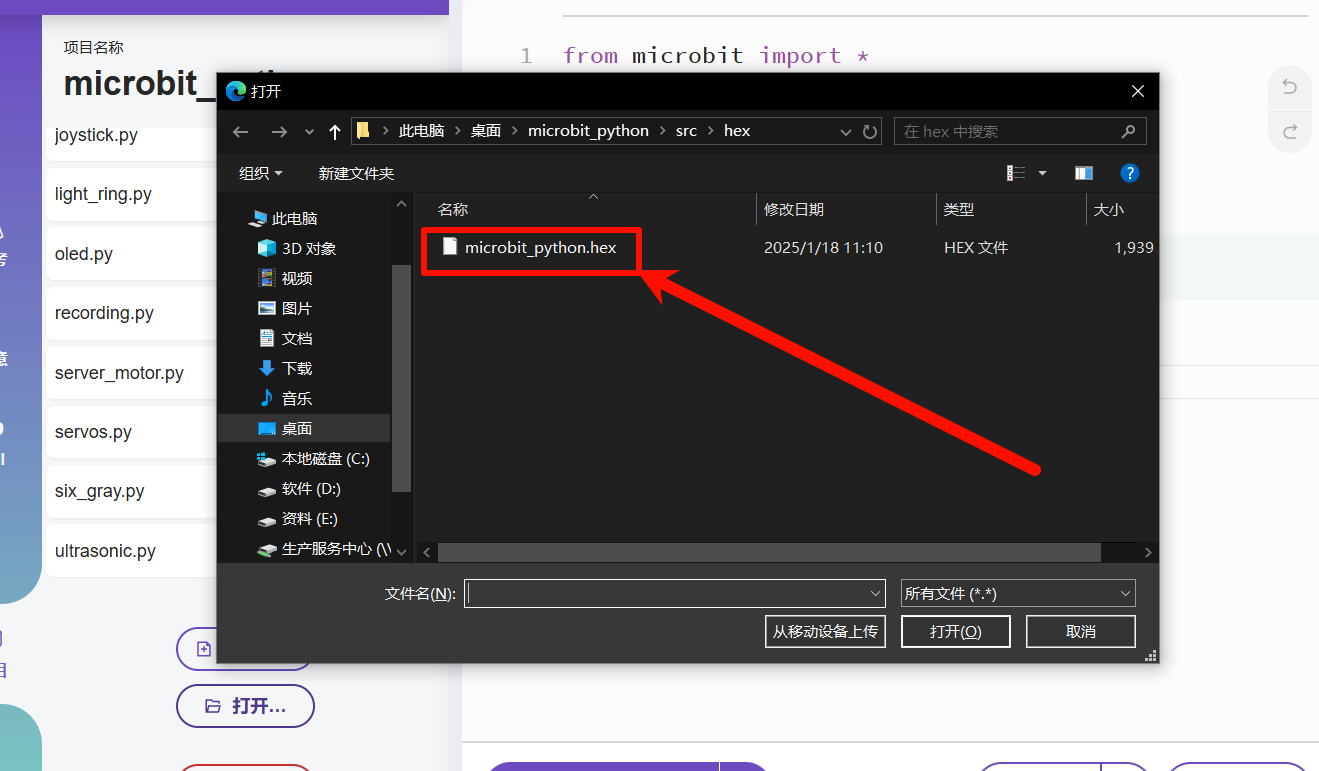 项目名称
microbit_
joystick.py
light_ring.py
oled.py
recording.py
server_motor.py
servos.py
six_gray.py
ultrasonic.py
打开...
1 from microbit import *
打开
此电脑 桌面 microbit_python src hex
在 hex 中搜索
组织 新建文件夹
此电脑
3D 对象
视频
图片
文档
下载
音乐
桌面
本地磁盘 (C:)
软件 (D:)
资料 (E:)
生产服务中心 (\\
名称 修改日期 类型 大小
microbit_python.hex 2025/1/18 11:10 HEX 文件 1,939
文件名(N):
所有文件 (*.*)
从移动设备上传 打开(O) 取消